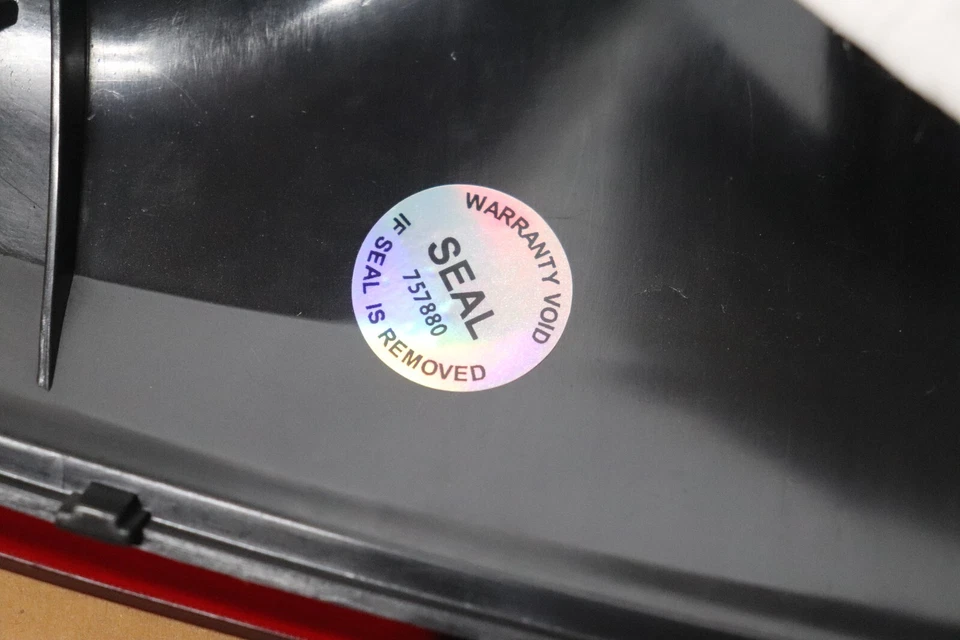 WARRANTY VOID
SEAL
757880
IF SEAL IS REMOVED